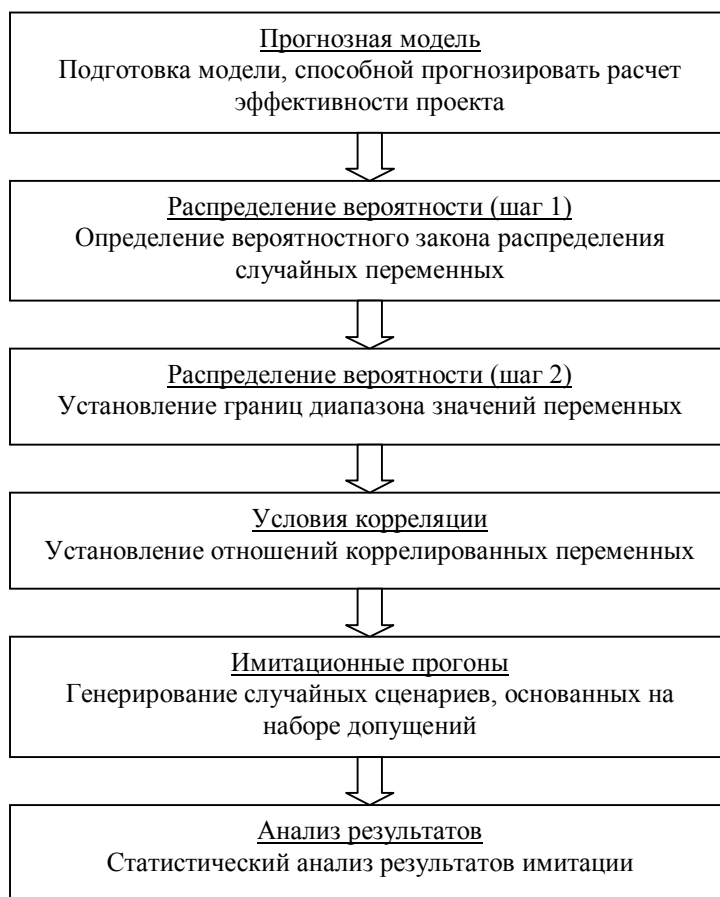 Прогнозная модель
Подготовка модели, способной прогнозировать расчет
эффективности проекта
Распределение вероятности (шаг 1)
Определение вероятностного закона распределения
случайных переменных
Распределение вероятности (шаг 2)
Установление границ диапазона значений переменных
Условия корреляции
Установление отношений коррелированных переменных
Имитационные прогоны
Генерирование случайных сценариев, основанных на
наборе допущений
Анализ результатов
Статистический анализ результатов имитации